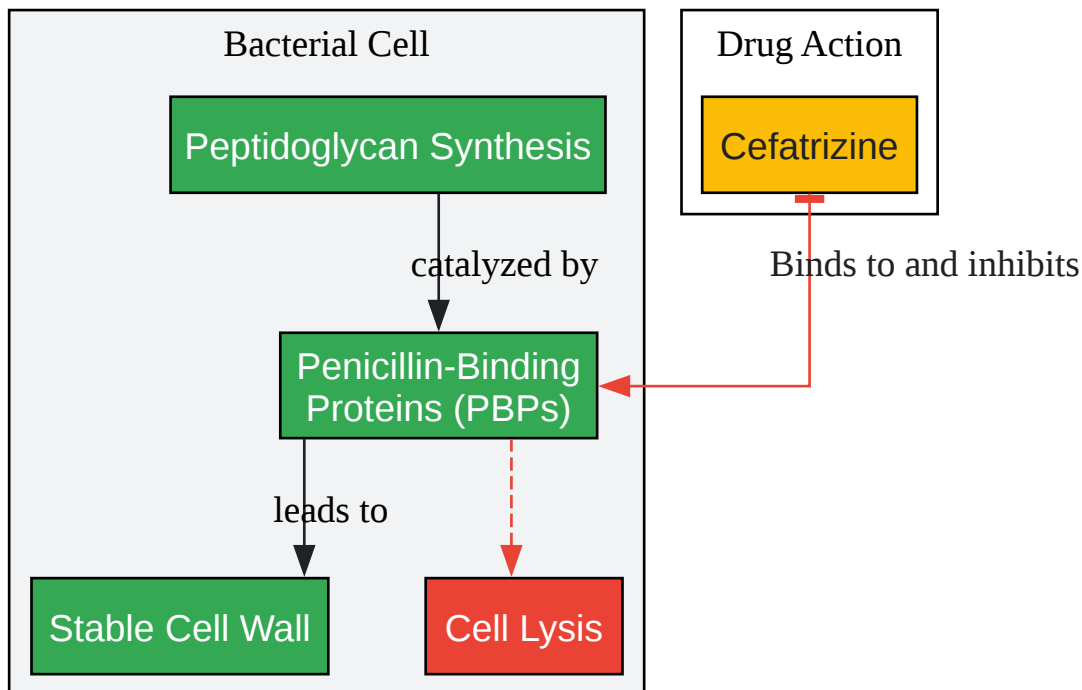 Bacterial Cell
Drug Action
Peptidoglycan Synthesis
Cefatrizine
catalyzed by
Binds to and inhibits
Penicillin-Binding
Proteins (PBPs)
leads to
Stable Cell Wall
Cell Lysis